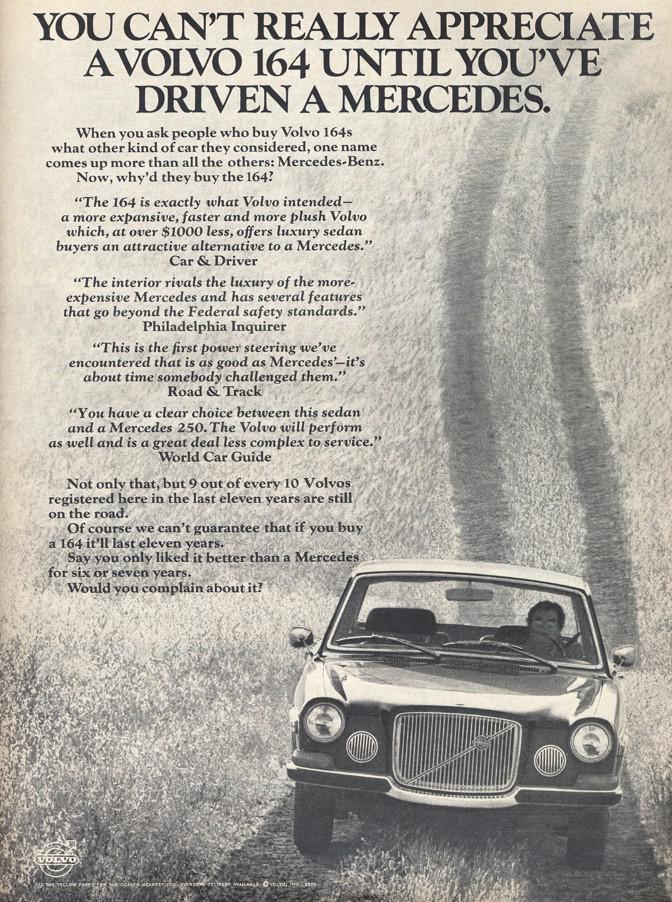 YOU CAN'T REALLY APPRECIATE
A VOLVO 164 UNTIL YOU'VE
DRIVEN A MERCEDES.
When you ask people who buy Volvo 164s
what other kind of car they considered, one name
comes up more than all the others: Mercedes-Benz.
Now, why'd they buy the 164?
"The 164 is exactly what Volvo intended—
a more expansive, faster and more plush Volvo
which, at over $1000 less, offers luxury sedan
buyers an attractive alternative to a Mercedes."
Car & Driver
"The interior rivals the luxury of the more-
expensive Mercedes and has several features
that go beyond the Federal safety standards."
Philadelphia Inquirer
"This is the first power steering we've
encountered that is as good as Mercedes'—it's
about time somebody challenged them."
Road & Track
"You have a clear choice between this sedan
and a Mercedes 250. The Volvo will perform
as well and is a great deal less complex to service."
World Car Guide
Not only that, but 9 out of every 10 Volvos
registered here in the last eleven years are still
on the road.
Of course we can't guarantee that if you buy
a 164 it'll last eleven years.
Say you only liked it better than a Mercedes
for six or seven years.
Would you complain about it?
VOLVO
SEE THE YELLOW PAGES FOR THE DEALER NEAREST YOU. OVERSEAS DELIVERY AVAILABLE. © VOLVO, INC.